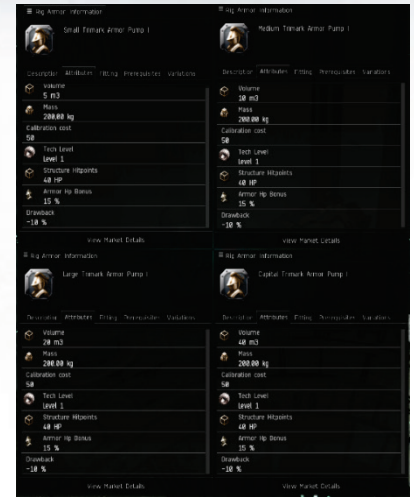 Rig Armor Information
Small Trimark Armor Pump I
Description Attributes Fitting Prerequisites Variations
Volume
5 m3
Mass
200.00 kg
Calibration cost
50
Tech Level
level 1
Structure Hitpoints
40 HP
Armor Hp Bonus
15 %
Drawback
-10 %
View Market Details
Rig Armor Information
Medium Trimark Armor Pump I
Description Attributes Fitting Prerequisites Variations
Volume
10 m3
Mass
200.00 kg
Calibration cost
50
Tech Level
level 1
Structure Hitpoints
40 HP
Armor Hp Bonus
15 %
Drawback
-10 %
View Market Details
Rig Armor Information
Large Trimark Armor Pump I
Description Attributes Fitting Prerequisites Variations
Volume
20 m3
Mass
200.00 kg
Calibration cost
50
Tech Level
level 1
Structure Hitpoints
40 HP
Armor Hp Bonus
15 %
Drawback
-10 %
View Market Details
Rig Armor Information
Capital Trimark Armor Pump I
Description Attributes Fitting Prerequisites Variations
Volume
40 m3
Mass
200.00 kg
Calibration cost
50
Tech Level
level 1
Structure Hitpoints
40 HP
Armor Hp Bonus
15 %
Drawback
-10 %
View Market Details